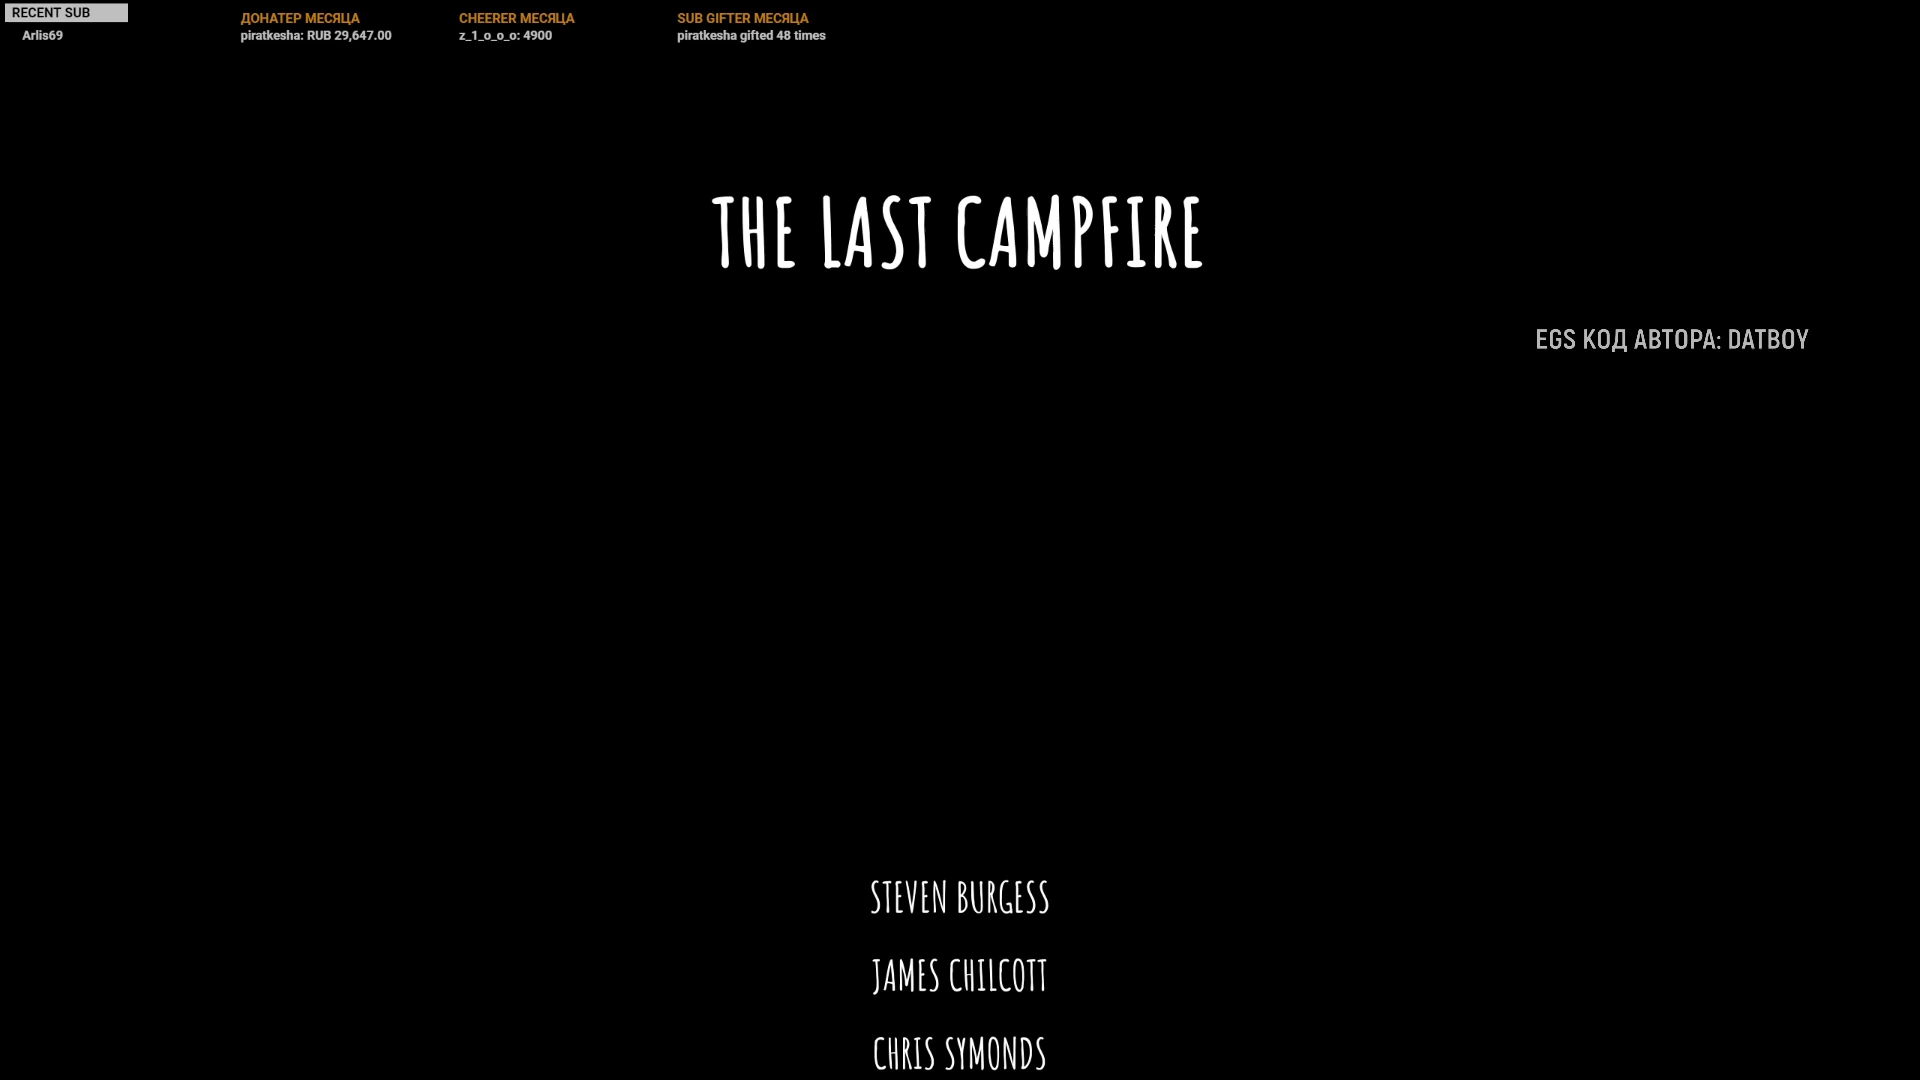 RECENT SUB
Arlis69
ДОНАТЕР МЕСЯЦА
piratkesha: RUB 29,647.00
CHEERER МЕСЯЦА
z_1_o_o_o: 4900
SUB GIFTER МЕСЯЦА
piratkesha gifted 48 times
THE LAST CAMPFIRE
EGS КОД АВТОРА: DATBOY
STEVEN BURGESS
JAMES CHILCOTT
CHRIS SYMONDS